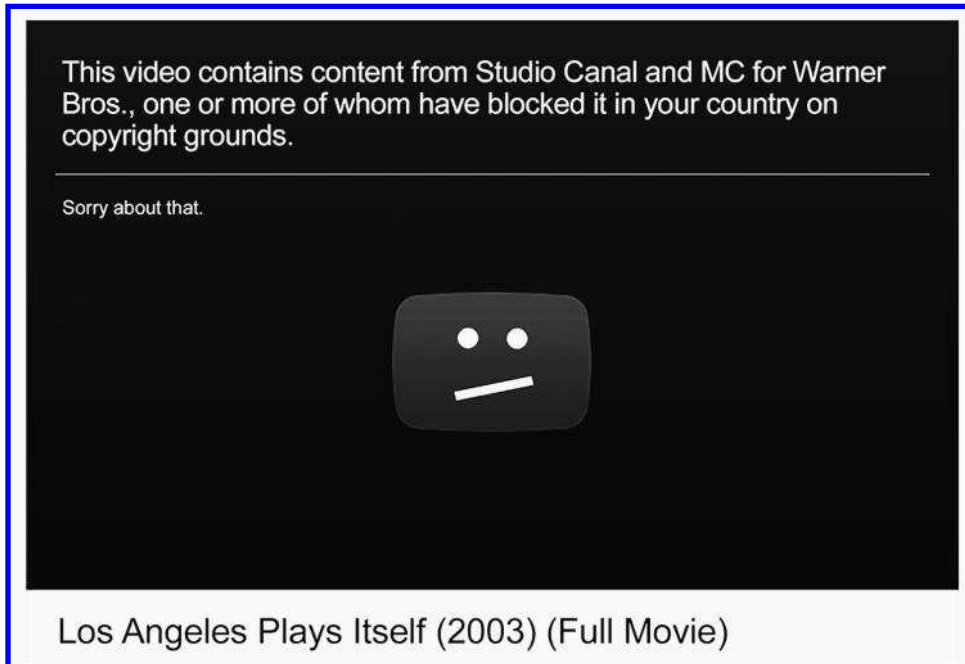 This video contains content from Studio Canal and MC for Warner
Bros., one or more of whom have blocked it in your country on
copyright grounds.
Sorry about that.
Los Angeles Plays Itself (2003) (Full Movie)